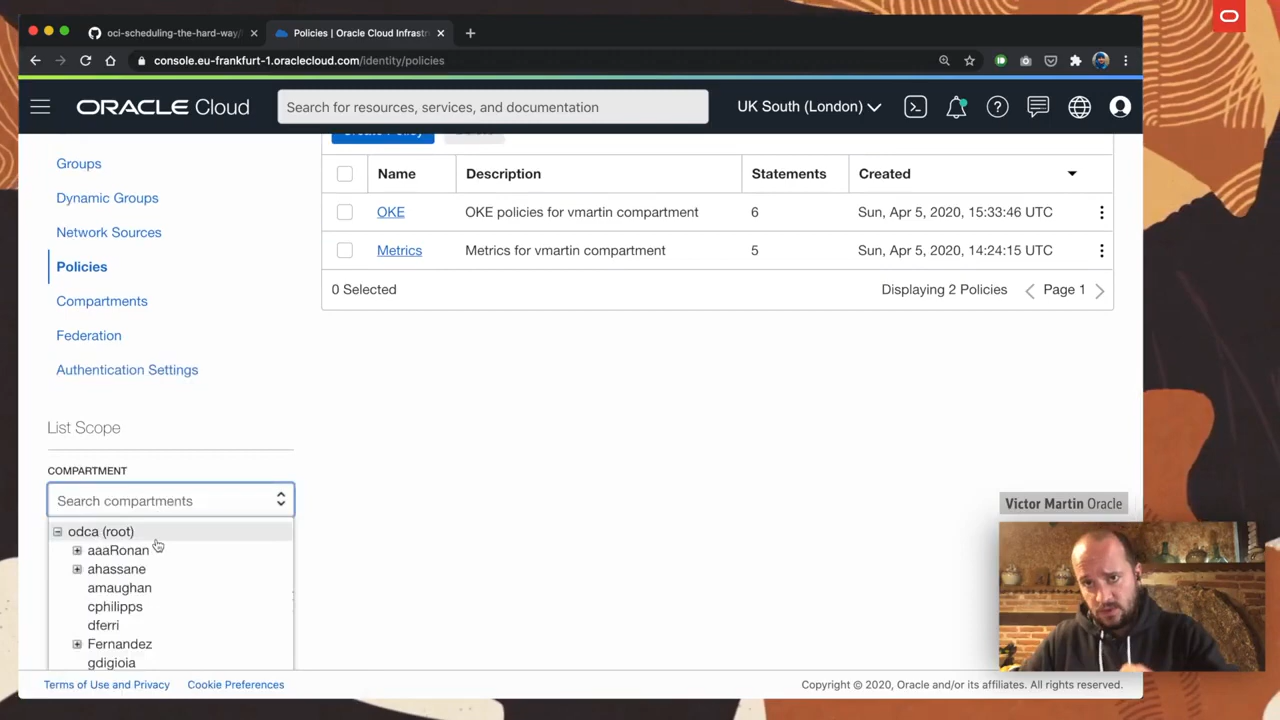 oci-scheduling-the-hard-way/
Policies | Oracle Cloud Infrastr
console.eu-frankfurt-1.oraclecloud.com/identity/policies
ORACLE Cloud
Search for resources, services, and documentation
UK South (London)
Create Policy
Delete
Groups
Dynamic Groups
Network Sources
Policies
Compartments
Federation
Authentication Settings
Name Description Statements Created
OKE OKE policies for vmartin compartment 6 Sun, Apr 5, 2020, 15:33:46 UTC
Metrics Metrics for vmartin compartment 5 Sun, Apr 5, 2020, 14:24:15 UTC
0 Selected Displaying 2 Policies Page 1
List Scope
COMPARTMENT
Search compartments
odca (root)
aaaRonan
ahassane
amaughan
cphilipps
dferri
Fernandez
gdigioia
Victor Martin Oracle
Terms of Use and Privacy Cookie Preferences
Copyright © 2020, Oracle and/or its affiliates. All rights reserved.